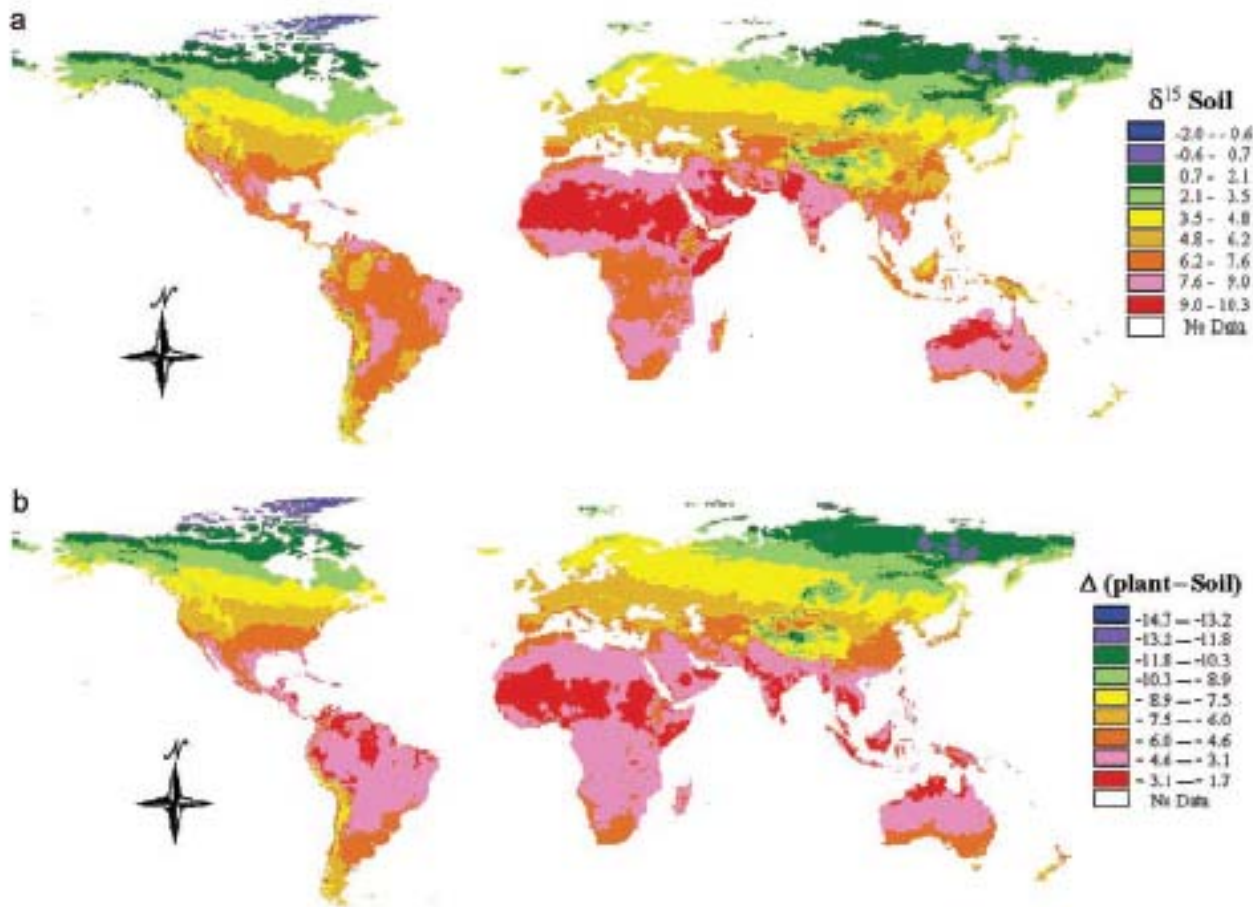 a
δ15 Soil
-2.0 - -0.6
-0.6 - 0.7
0.7 - 2.1
2.1 - 3.5
3.5 - 4.8
4.8 - 6.2
6.2 - 7.6
7.6 - 9.0
9.0 - 10.3
No Data
N
b
Δ (plant–Soil)
-14.7 — -13.2
-13.2 — -11.8
-11.8 — -10.3
-10.3 — - 8.9
- 8.9 — - 7.5
- 7.5 — - 6.0
- 6.0 — - 4.6
- 4.6 — - 3.1
- 3.1 — - 1.7
No Data
N